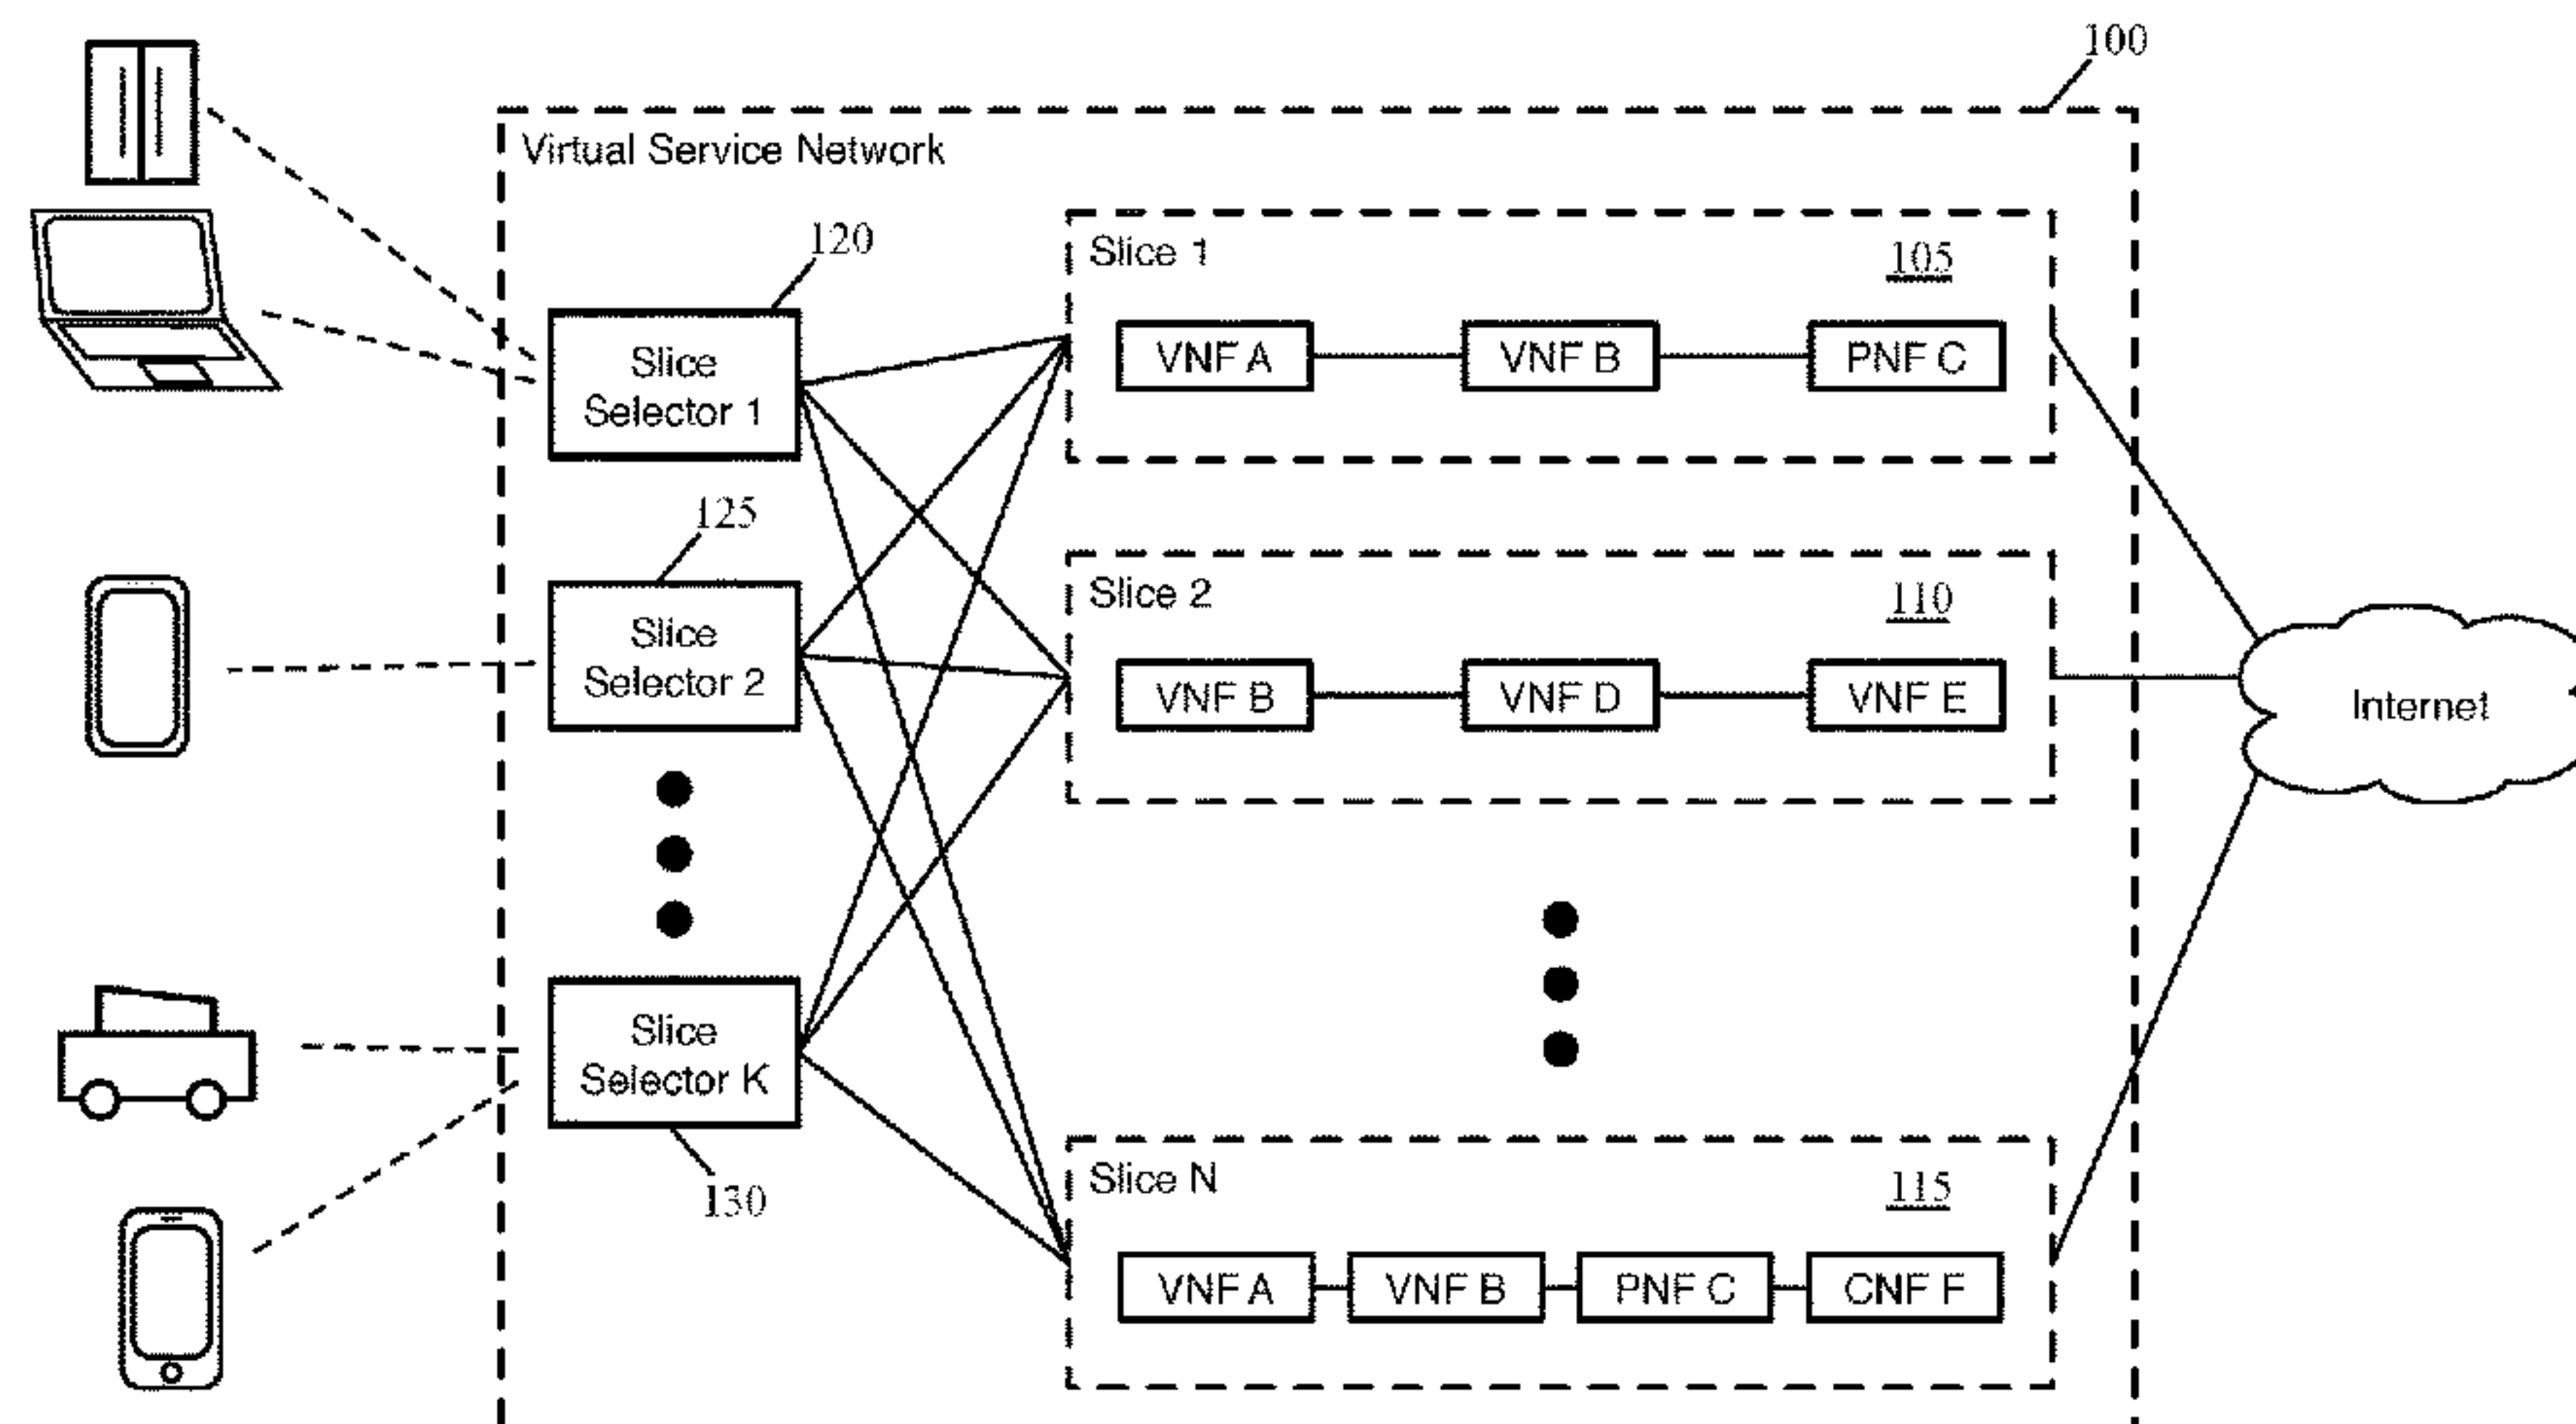 100
Virtual Service Network
120
Slice 1
105
VNF A
VNF B
PNF C
Slice
Selector 1
125
Slice 2
110
VNF B
VNF D
VNF E
Slice
Selector 2
Internet
Slice
Selector K
130
Slice N
115
VNF A
VNF B
PNF C
CNF F